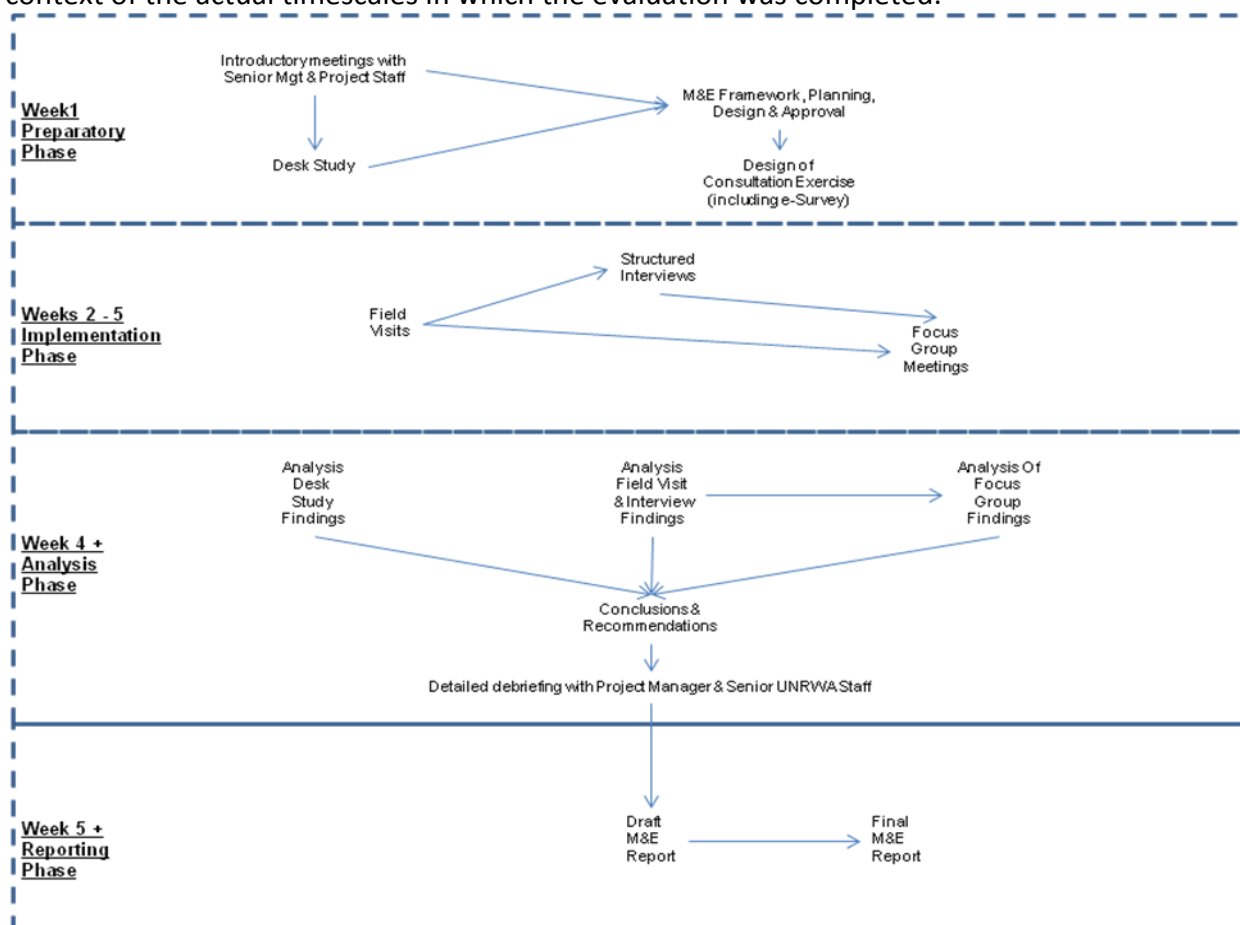 context of the actual timescales in which the evaluation was completed.
Week1
Preparatory
Phase
Introductory meetings with
Senior Mgt & Project Staff
Desk Study
M&E Framework, Planning,
Design & Approval
Design of
Consultation Exercise
(including e-Survey)
Weeks 2 - 5
Implementation
Phase
Field
Visits
Structured
Interviews
Focus
Group
Meetings
Week 4 +
Analysis
Phase
Analysis
Desk
Study
Findings
Analysis
Field Visit
& Interview
Findings
Analysis Of
Focus
Group
Findings
Conclusions &
Recommendations
Detailed debriefing with Project Manager & Senior UNRWA Staff
Week 5 +
Reporting
Phase
Draft
M&E
Report
Final
M&E
Report